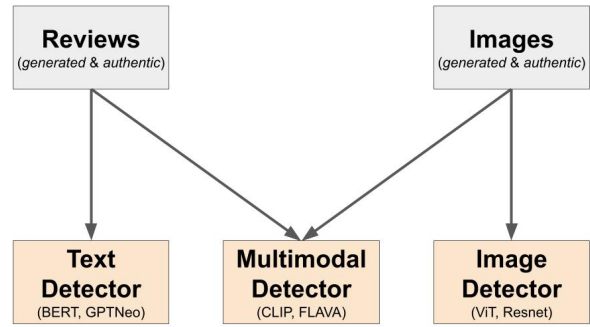 Reviews
(generated & authentic)
Images
(generated & authentic)
Text
Detector
(BERT, GPTNeo)
Multimodal
Detector
(CLIP, FLAVA)
Image
Detector
(ViT, Resnet)